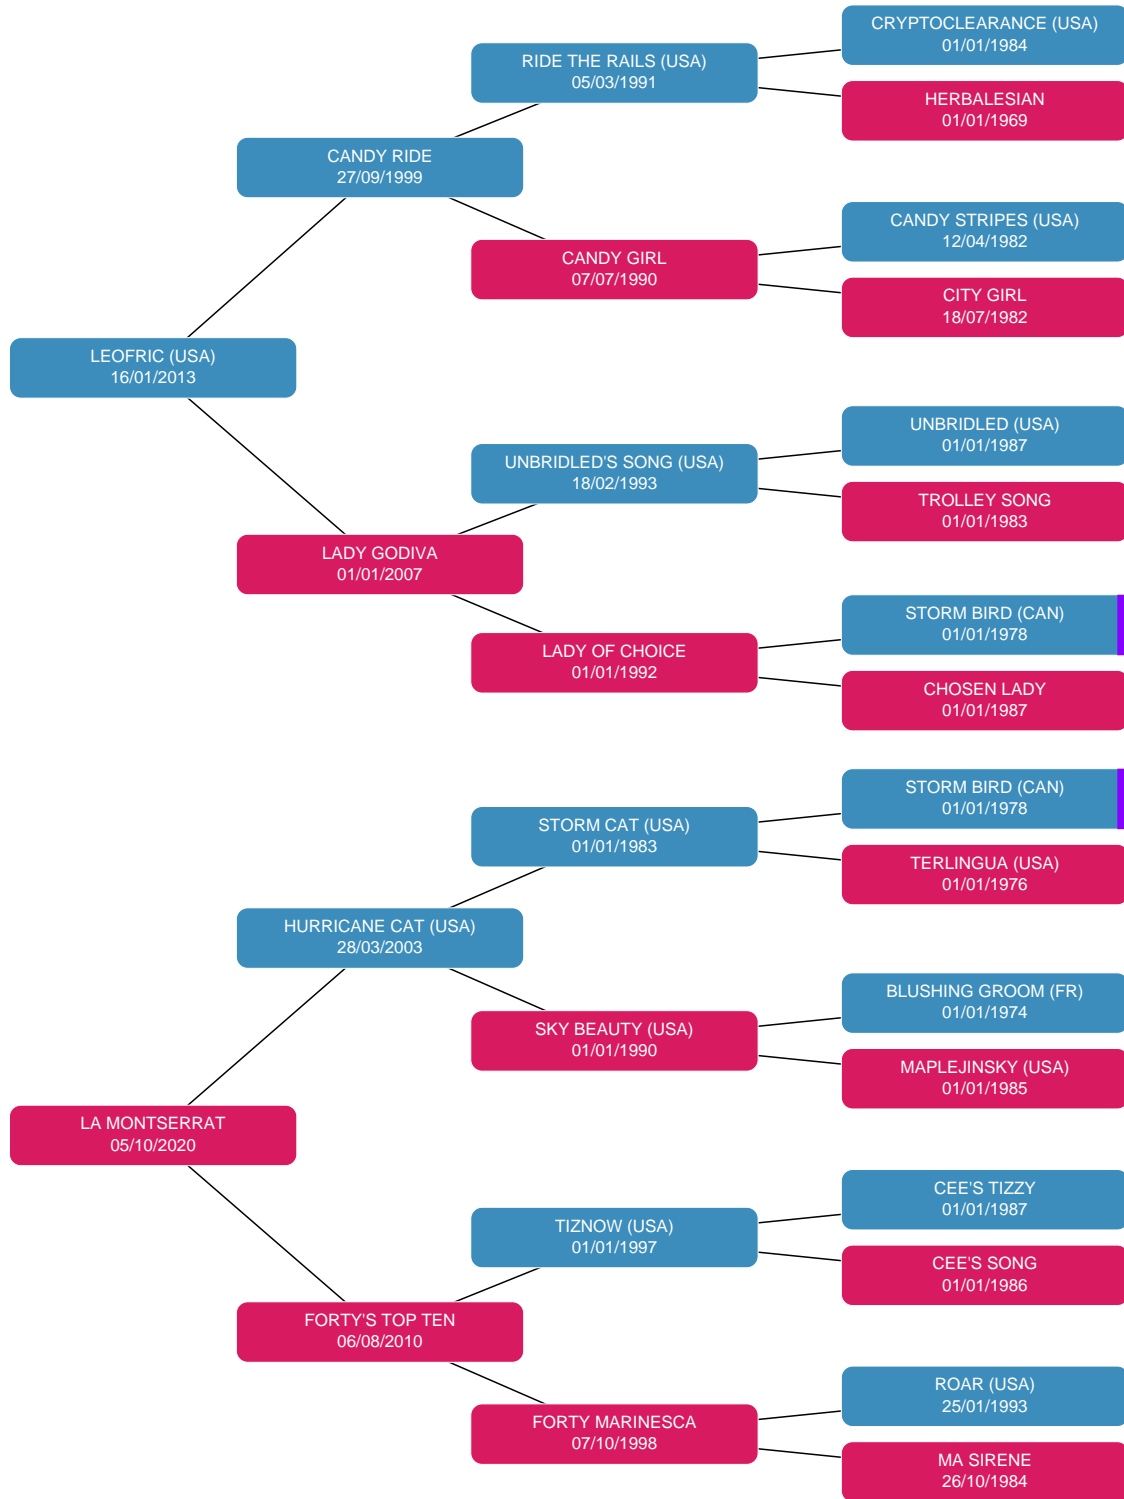 CRYPTOCLEARANCE (USA)
01/01/1984
RIDE THE RAILS (USA)
05/03/1991
HERBALESIAN
01/01/1969
CANDY RIDE
27/09/1999
CANDY STRIPES (USA)
12/04/1982
CANDY GIRL
07/07/1990
CITY GIRL
18/07/1982
LEOFRIC (USA)
16/01/2013
UNBRIDLED (USA)
01/01/1987
UNBRIDLED'S SONG (USA)
18/02/1993
TROLLEY SONG
01/01/1983
LADY GODIVA
01/01/2007
STORM BIRD (CAN)
01/01/1978
LADY OF CHOICE
01/01/1992
CHOSEN LADY
01/01/1987
STORM BIRD (CAN)
01/01/1978
STORM CAT (USA)
01/01/1983
TERLINGUA (USA)
01/01/1976
HURRICANE CAT (USA)
28/03/2003
BLUSHING GROOM (FR)
01/01/1974
SKY BEAUTY (USA)
01/01/1990
MAPLEJINSKY (USA)
01/01/1985
LA MONTSERRAT
05/10/2020
CEE'S TIZZY
01/01/1987
TIZNOW (USA)
01/01/1997
CEE'S SONG
01/01/1986
FORTY'S TOP TEN
06/08/2010
ROAR (USA)
25/01/1993
FORTY MARINESCA
07/10/1998
MA SIRENE
26/10/1984